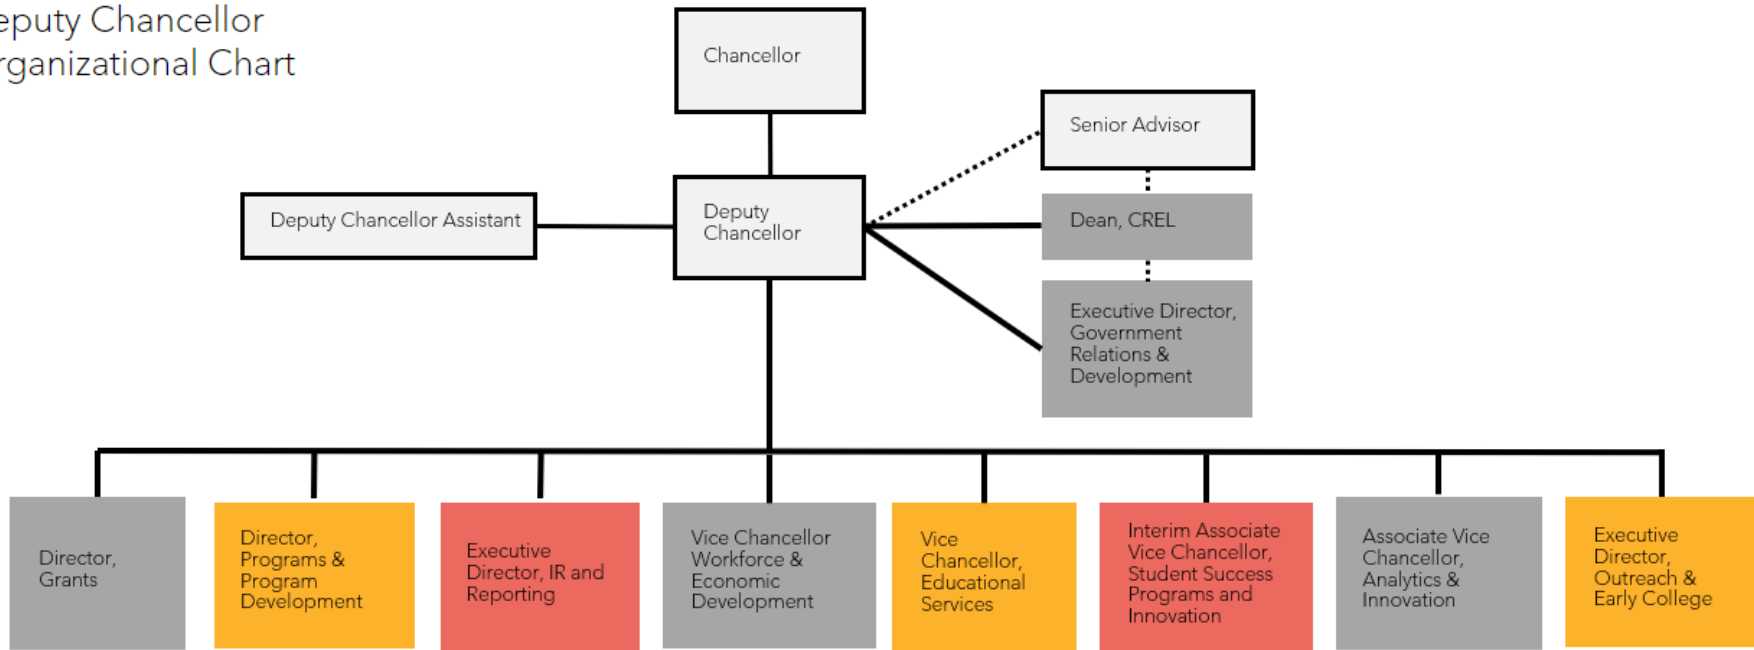 eputy Chancellor
rganizational Chart
Chancellor
Senior Advisor
Deputy Chancellor Assistant
Deputy
Chancellor
Dean, CREL
Executive Director,
Government
Relations &
Development
Director,
Grants
Director,
Programs &
Program
Development
Executive
Director, IR and
Reporting
Vice Chancellor
Workforce &
Economic
Development
Vice
Chancellor,
Educational
Services
Interim Associate
Vice Chancellor,
Student Success
Programs and
Innovation
Associate Vice
Chancellor,
Analytics &
Innovation
Executive
Director,
Outreach &
Early College